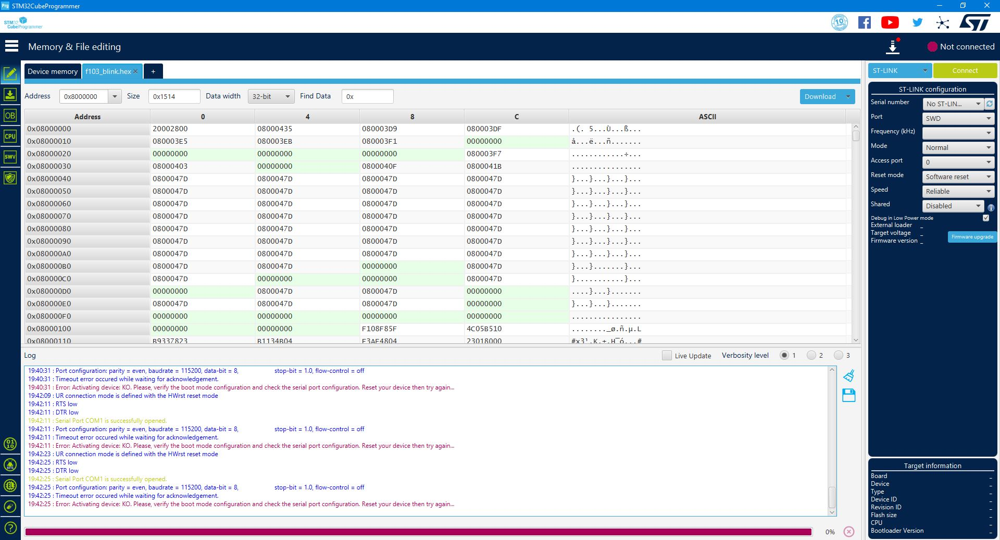 Prg STM32CubeProgrammer
STM32 CubeProgrammer
10 YEARS
ST
Memory & File editing
Not connected
Device memory f103_blink.hex × +
Address 0x8000000 Size 0x1514 Data width 32-bit Find Data 0x Download
Address 0 4 8 C ASCII
0x08000000 20002800 08000435 080003D9 080003DF .(. 5...Ù...ß...
0x08000010 080003E5 080003EB 080003F1 00000000 å...ë...ñ.......
0x08000020 00000000 00000000 00000000 080003F7 ............÷...
0x08000030 08000403 00000000 0800040F 0800041B ................
0x08000040 0800047D 0800047D 0800047D 0800047D }...}...}...}...
0x08000050 0800047D 0800047D 0800047D 0800047D }...}...}...}...
0x08000060 0800047D 0800047D 0800047D 0800047D }...}...}...}...
0x08000070 0800047D 0800047D 0800047D 0800047D }...}...}...}...
0x08000080 0800047D 0800047D 0800047D 0800047D }...}...}...}...
0x08000090 0800047D 0800047D 0800047D 0800047D }...}...}...}...
0x080000A0 0800047D 0800047D 0800047D 0800047D }...}...}...}...
0x080000B0 0800047D 0800047D 00000000 0800047D }...}.......}...
0x080000C0 0800047D 00000000 00000000 0800047D }...........}...
0x080000D0 00000000 0800047D 0800047D 00000000 ....}...}.......
0x080000E0 0800047D 0800047D 0800047D 00000000 }...}...}.......
0x080000F0 00000000 00000000 00000000 00000000 ................
0x08000100 00000000 00000000 F108F85F 4C05B510 ........_ø.ñ.µ.L
0x08000110 B9337823 B1134B04 F3AF4804 23018000 #x3¹.K.±.H¯ó...#
Log Live Update Verbosity level 1 2 3
19:40:31 : Port configuration: parity = even, baudrate = 115200, data-bit = 8, stop-bit = 1.0, flow-control = off
19:40:31 : Timeout error occured while waiting for acknowledgement.
19:40:31 : Error: Activating device: KO. Please, verify the boot mode configuration and check the serial port configuration. Reset your device then try again...
19:42:09 : UR connection mode is defined with the HWrst reset mode
19:42:11 : RTS low
19:42:11 : DTR low
19:42:11 : Serial Port COM1 is successfully opened.
19:42:11 : Port configuration: parity = even, baudrate = 115200, data-bit = 8, stop-bit = 1.0, flow-control = off
19:42:11 : Timeout error occured while waiting for acknowledgement.
19:42:11 : Error: Activating device: KO. Please, verify the boot mode configuration and check the serial port configuration. Reset your device then try again...
19:42:23 : UR connection mode is defined with the HWrst reset mode
19:42:25 : RTS low
19:42:25 : DTR low
19:42:25 : Serial Port COM1 is successfully opened.
19:42:25 : Port configuration: parity = even, baudrate = 115200, data-bit = 8, stop-bit = 1.0, flow-control = off
19:42:25 : Timeout error occured while waiting for acknowledgement.
19:42:25 : Error: Activating device: KO. Please, verify the boot mode configuration and check the serial port configuration. Reset your device then try again...
0%
OB
CPU
SWV
01 10
BETA
EL
?
ST-LINK Connect
ST-LINK configuration
Serial number No ST-LIN...
Port SWD
Frequency (kHz)
Mode Normal
Access port 0
Reset mode Software reset
Speed Reliable
Shared Disabled i
Debug in Low Power mode
External loader _
Target voltage _
Firmware version _ Firmware upgrade
Target information
Board _
Device _
Type _
Device ID _
Revision ID _
Flash size _
CPU _
Bootloader Version _